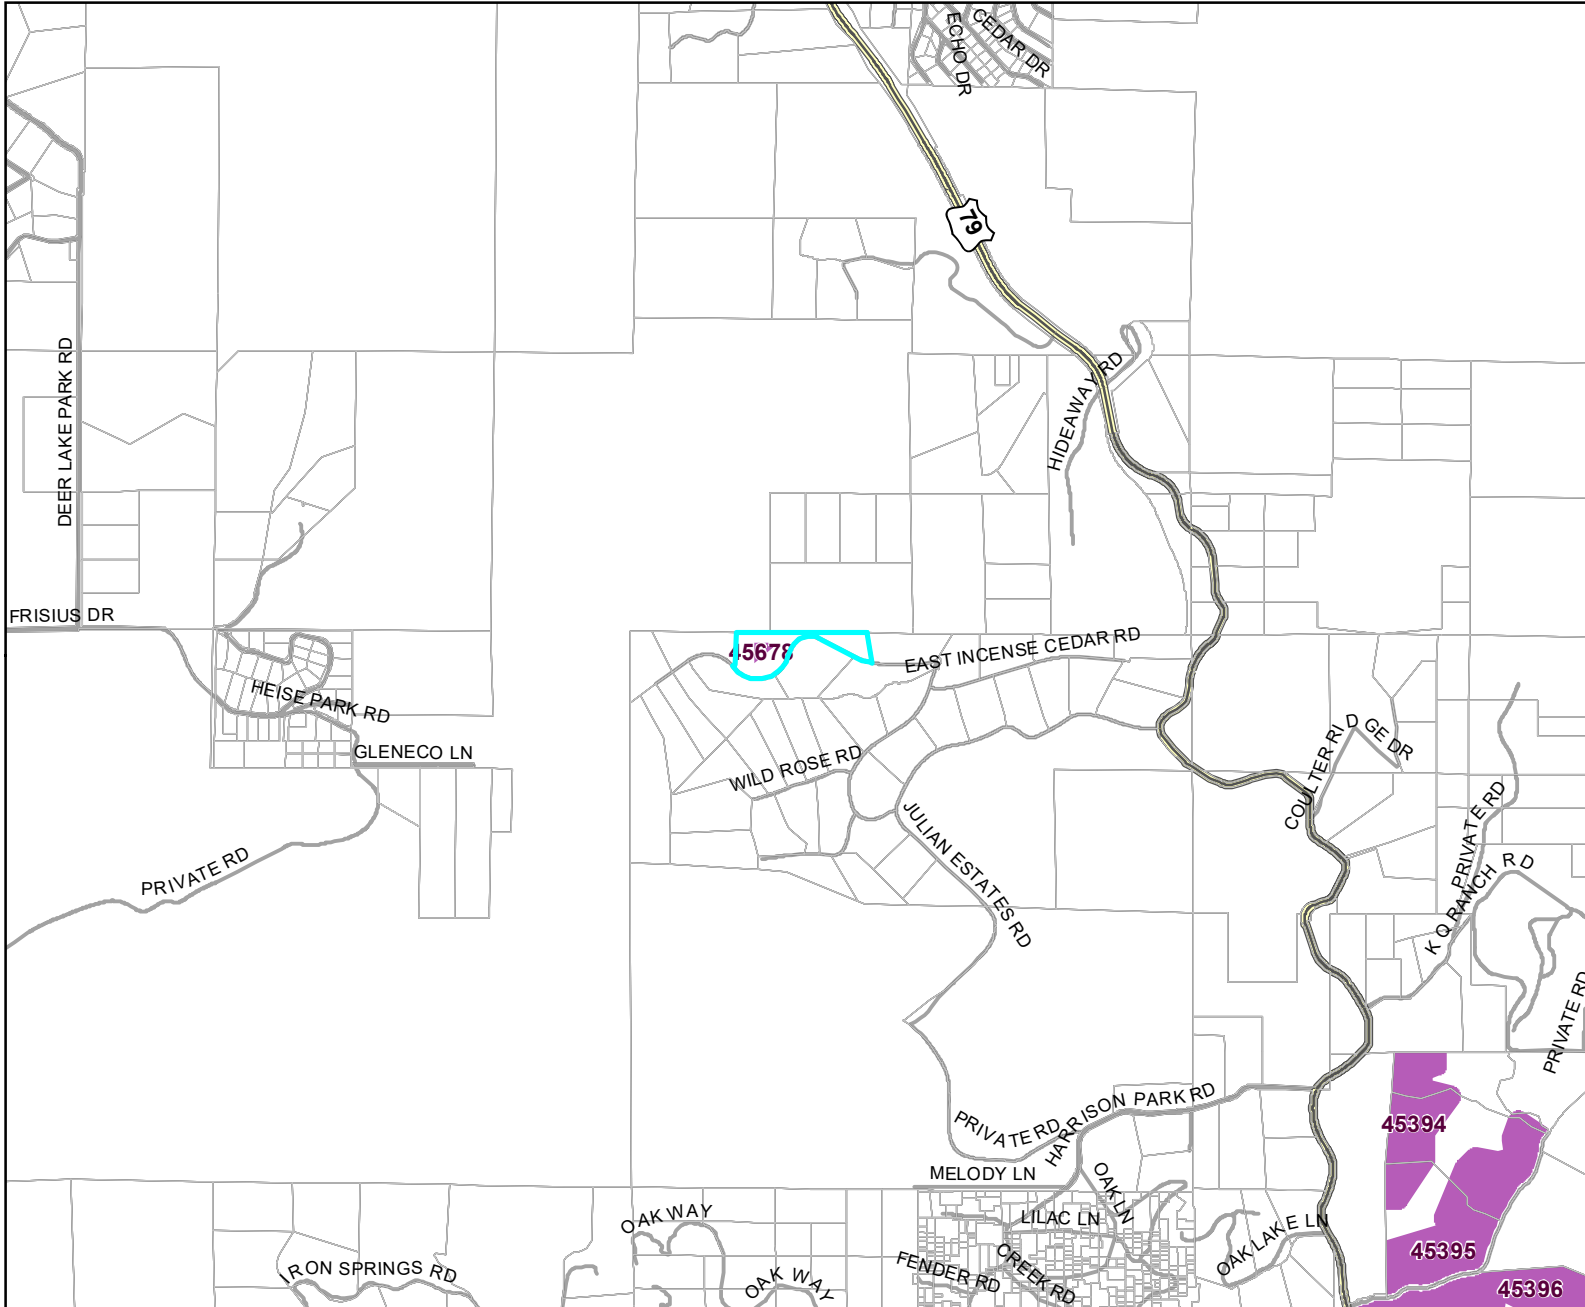 ECHO DR
CEDAR DR
79
DEER LAKE PARK RD
HIDEAWAY RD
FRISIUS DR
45678
EAST INCENSE CEDAR RD
HEISE PARK RD
GLENECO LN
WILD ROSE RD
COULTER RIDGE DR
JULIAN ESTATES RD
PRIVATE RD
PRIVATE RD
K Q RANCH RD
PRIVATE RD
PRIVATE RD
HARRISON PARK RD
45394
MELODY LN
OAK LN
OAK WAY
LILAC LN
OAK LAKE LN
CREEK RD
FENDER RD
IRON SPRINGS RD
OAK WAY
45395
45396